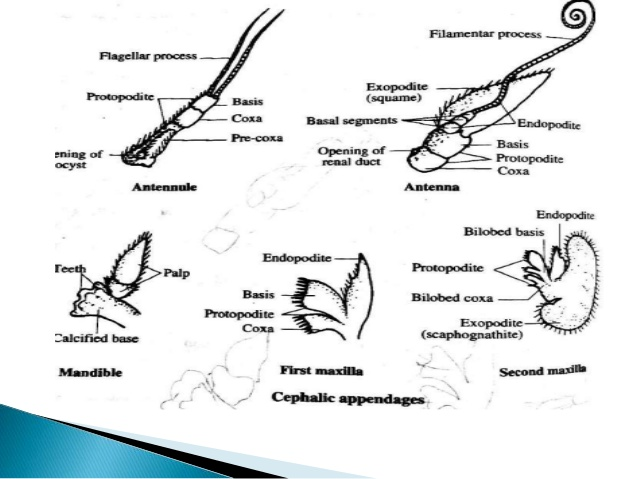 Flagellar process
Protopodite
Basis
Coxa
Pre-coxa
ening of
ocyst
Antennule
Filamentar process
Exopodite
(squame)
Basal segments
Endopodite
Opening of
renal duct
Basis
Protopodite
Coxa
Antenna
Teeth
Palp
Calcified base
Mandible
Endopodite
Basis
Protopodite
Coxa
First maxilla
Endopodite
Bilobed basis
Protopodite
Bilobed coxa
Exopodite
(scaphognathite)
Second maxilla
Cephalic appendages